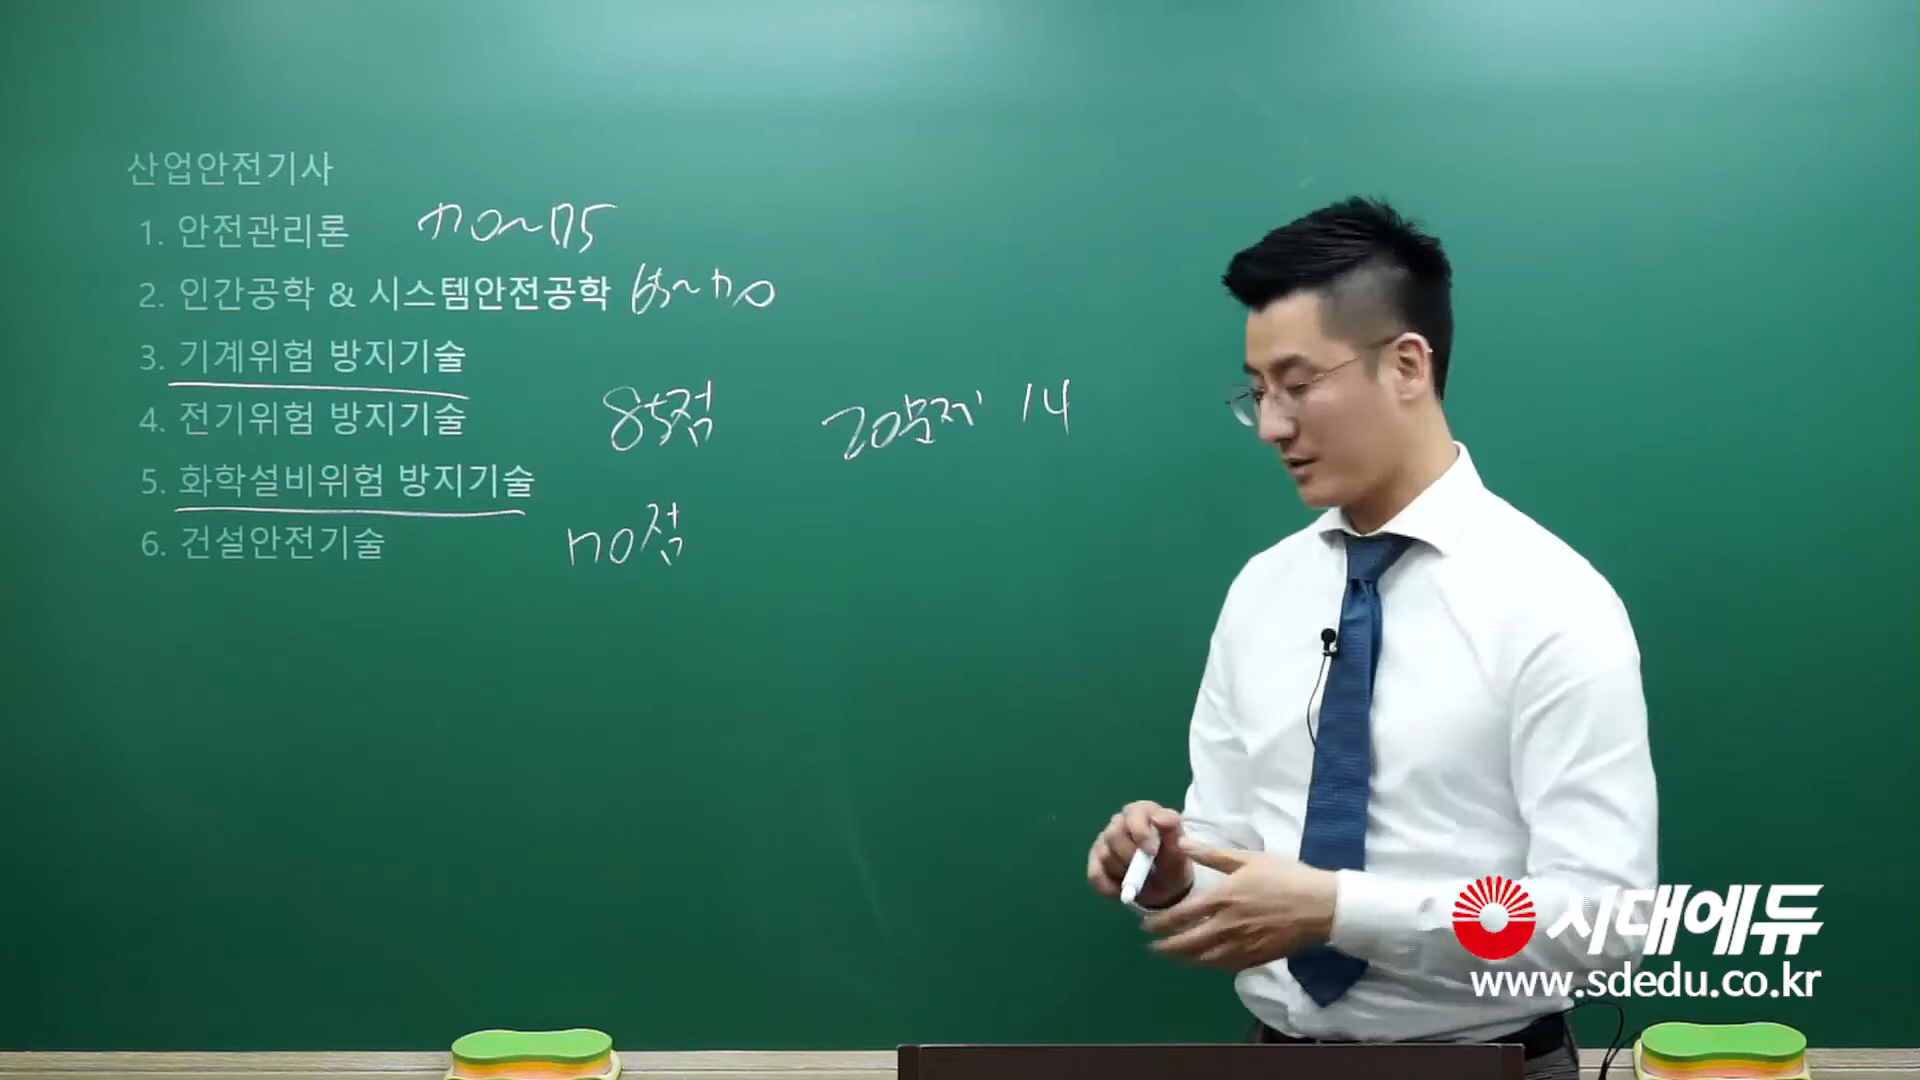 산업안전기사
1. 안전관리론 70~75
2. 인간공학 & 시스템안전공학 65~70
3. 기계위험 방지기술
4. 전기위험 방지기술 85점 20문제 14
5. 화학설비위험 방지기술
6. 건설안전기술 70점
시대에듀
www.sdedu.co.kr